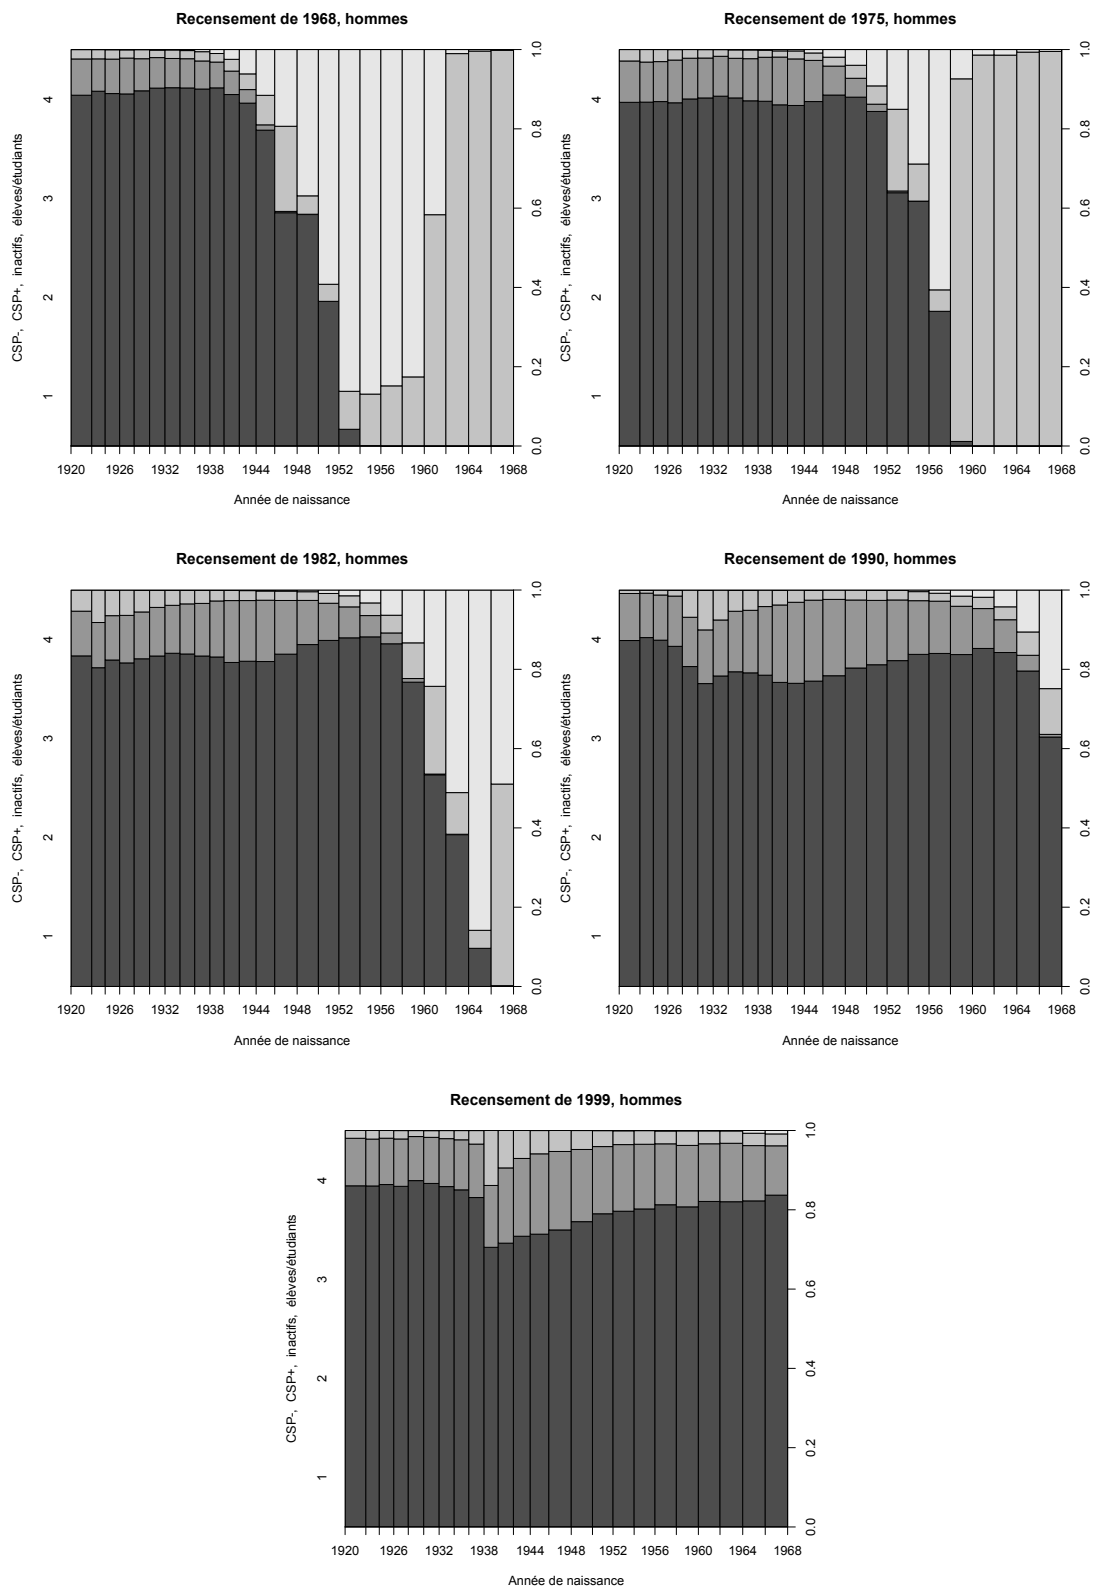 Recensement de 1968, hommes
CSP-, CSP+, inactifs, élèves/étudiants
1 2 3 4
0.0 0.2 0.4 0.6 0.8 1.0
1920 1926 1932 1938 1944 1948 1952 1956 1960 1964 1968
Année de naissance
Recensement de 1975, hommes
CSP-, CSP+, inactifs, élèves/étudiants
1 2 3 4
0.0 0.2 0.4 0.6 0.8 1.0
1920 1926 1932 1938 1944 1948 1952 1956 1960 1964 1968
Année de naissance
Recensement de 1982, hommes
CSP-, CSP+, inactifs, élèves/étudiants
1 2 3 4
0.0 0.2 0.4 0.6 0.8 1.0
1920 1926 1932 1938 1944 1948 1952 1956 1960 1964 1968
Année de naissance
Recensement de 1990, hommes
CSP-, CSP+, inactifs, élèves/étudiants
1 2 3 4
0.0 0.2 0.4 0.6 0.8 1.0
1920 1926 1932 1938 1944 1948 1952 1956 1960 1964 1968
Année de naissance
Recensement de 1999, hommes
CSP-, CSP+, inactifs, élèves/étudiants
1 2 3 4
0.0 0.2 0.4 0.6 0.8 1.0
1920 1926 1932 1938 1944 1948 1952 1956 1960 1964 1968
Année de naissance